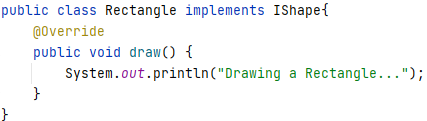 public class Rectangle implements IShape{
    @Override
    public void draw() {
        System.out.println("Drawing a Rectangle...");
    }
}